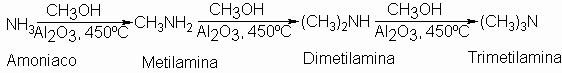 CH₃OH CH₃OH CH₃OH
NH₃ CH₃NH₂ (CH₃)₂NH (CH₃)₃N
Al₂O₃, 450ºC Al₂O₃, 450ºC Al₂O₃, 450ºC
Amoniaco Metilamina Dimetilamina Trimetilamina